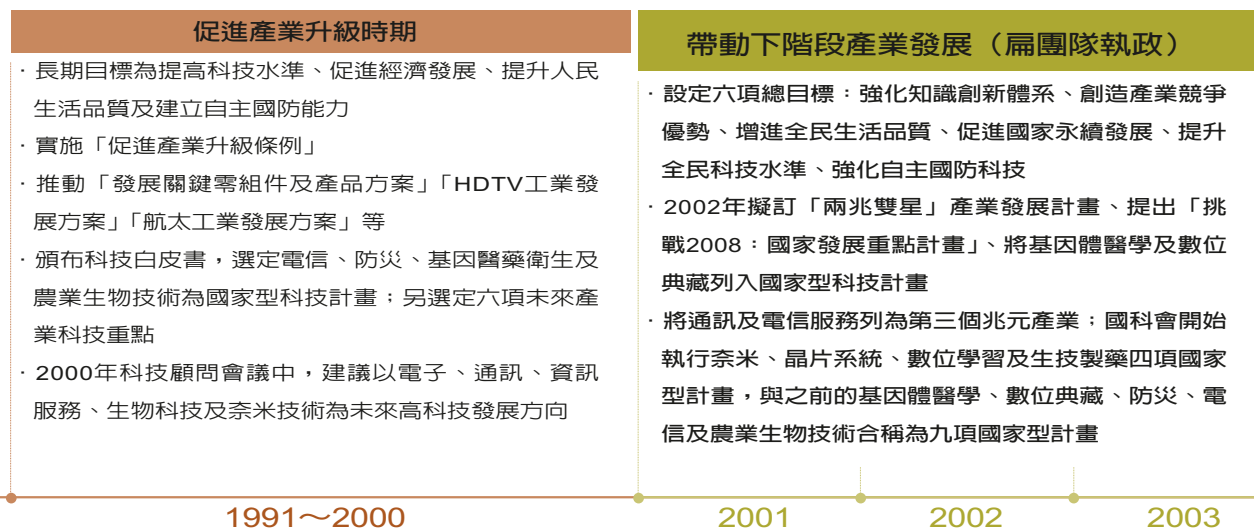 促進產業升級時期
·長期目標為提高科技水準、促進經濟發展、提升人民
生活品質及建立自主國防能力
·實施「促進產業升級條例」
·推動「發展關鍵零組件及產品方案」「HDTV工業發
展方案」「航太工業發展方案」等
·頒布科技白皮書，選定電信、防災、基因醫藥衛生及
農業生物技術為國家型科技計畫；另選定六項未來產
業科技重點
·2000年科技顧問會議中，建議以電子、通訊、資訊
服務、生物科技及奈米技術為未來高科技發展方向
1991～2000
帶動下階段產業發展（扁團隊執政）
·設定六項總目標：強化知識創新體系、創造產業競爭
優勢、增進全民生活品質、促進國家永續發展、提升
全民科技水準、強化自主國防科技
·2002年擬訂「兩兆雙星」產業發展計畫、提出「挑
戰2008：國家發展重點計畫」、將基因體醫學及數位
典藏列入國家型科技計畫
·將通訊及電信服務列為第三個兆元產業；國科會開始
執行奈米、晶片系統、數位學習及生技製藥四項國家
型計畫，與之前的基因體醫學、數位典藏、防災、電
信及農業生物技術合稱為九項國家型計畫
2001
2002
2003